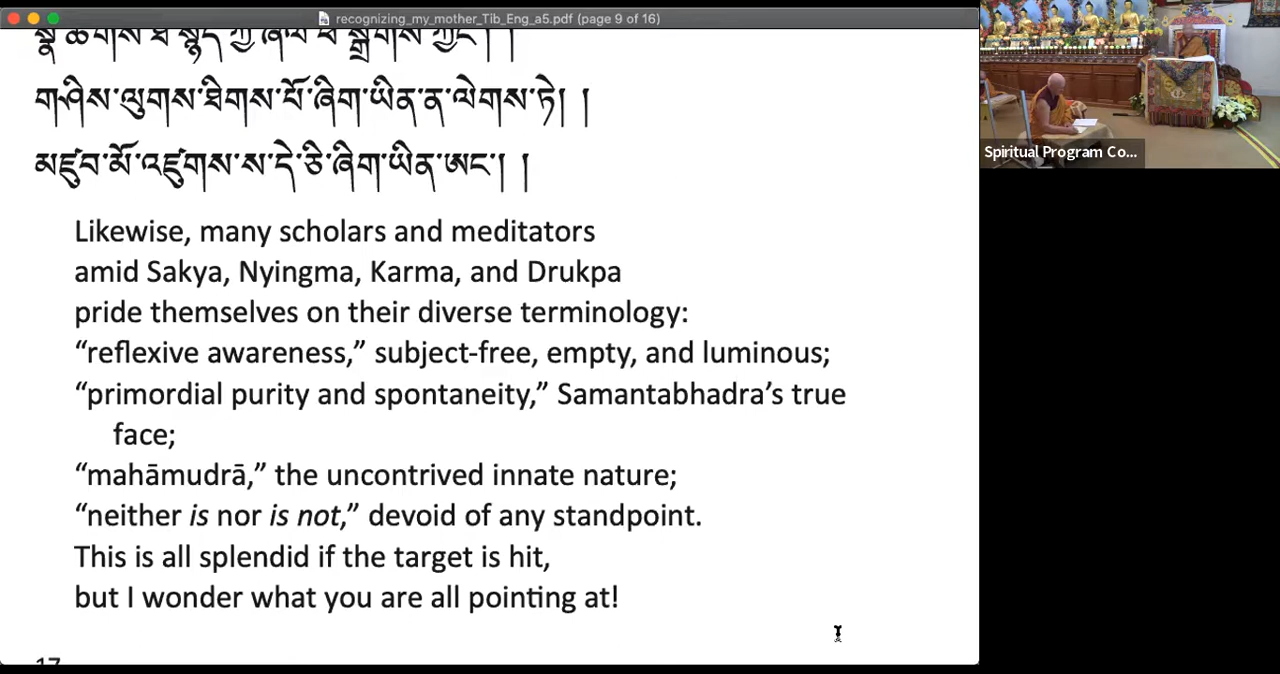 recognizing_my_mother_Tib_Eng_a5.pdf (page 9 of 16)
གཤིས་ལུགས་ཐིགས་པོ་ཞིག་ཡིན་ན་ལེགས་ཏེ། །
མཛུབ་མོ་འཛུགས་ས་དེ་ཅི་ཞིག་ཡིན་ཨང་། །
Likewise, many scholars and meditators
amid Sakya, Nyingma, Karma, and Drukpa
pride themselves on their diverse terminology:
“reflexive awareness,” subject-free, empty, and luminous;
“primordial purity and spontaneity,” Samantabhadra’s true
face;
“mahāmudrā,” the uncontrived innate nature;
“neither is nor is not,” devoid of any standpoint.
This is all splendid if the target is hit,
but I wonder what you are all pointing at!
17
Spiritual Program Co...